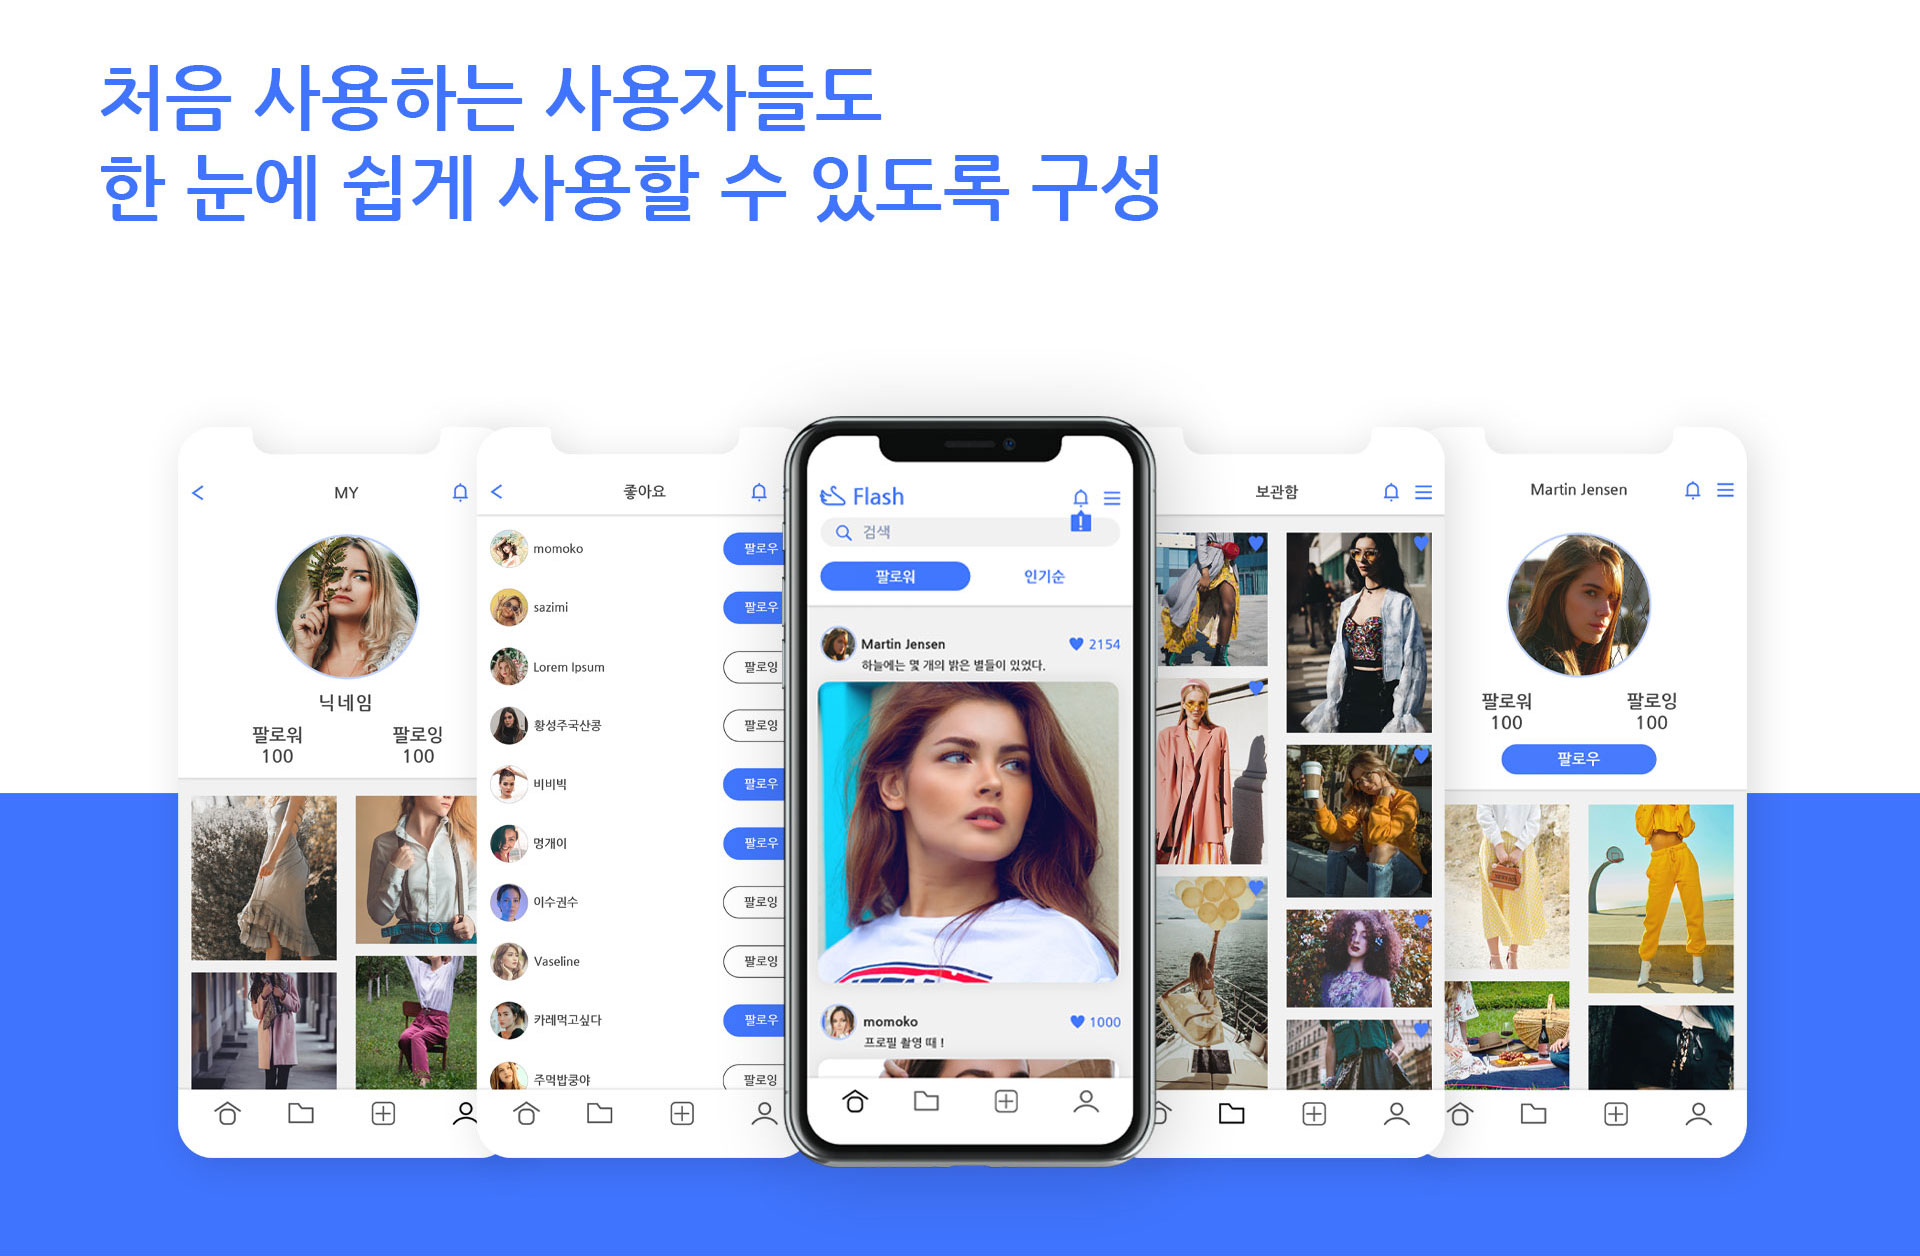 처음 사용하는 사용자들도
한 눈에 쉽게 사용할 수 있도록 구성
MY
닉네임
팔로워 팔로잉
100 100
좋아요
momoko 팔로우
sazimi 팔로우
Lorem Ipsum 팔로잉
황성주국산콩 팔로잉
비비빅 팔로우
멍개이 팔로우
이수권수 팔로잉
Vaseline 팔로잉
카레먹고싶다 팔로우
주먹밥쿵야 팔로잉
Flash
검색
팔로워 인기순
Martin Jensen 2154
하늘에는 몇 개의 밝은 별들이 있었다.
momoko 1000
프로필 촬영 때 !
보관함
Martin Jensen
팔로워 팔로잉
100 100
팔로우